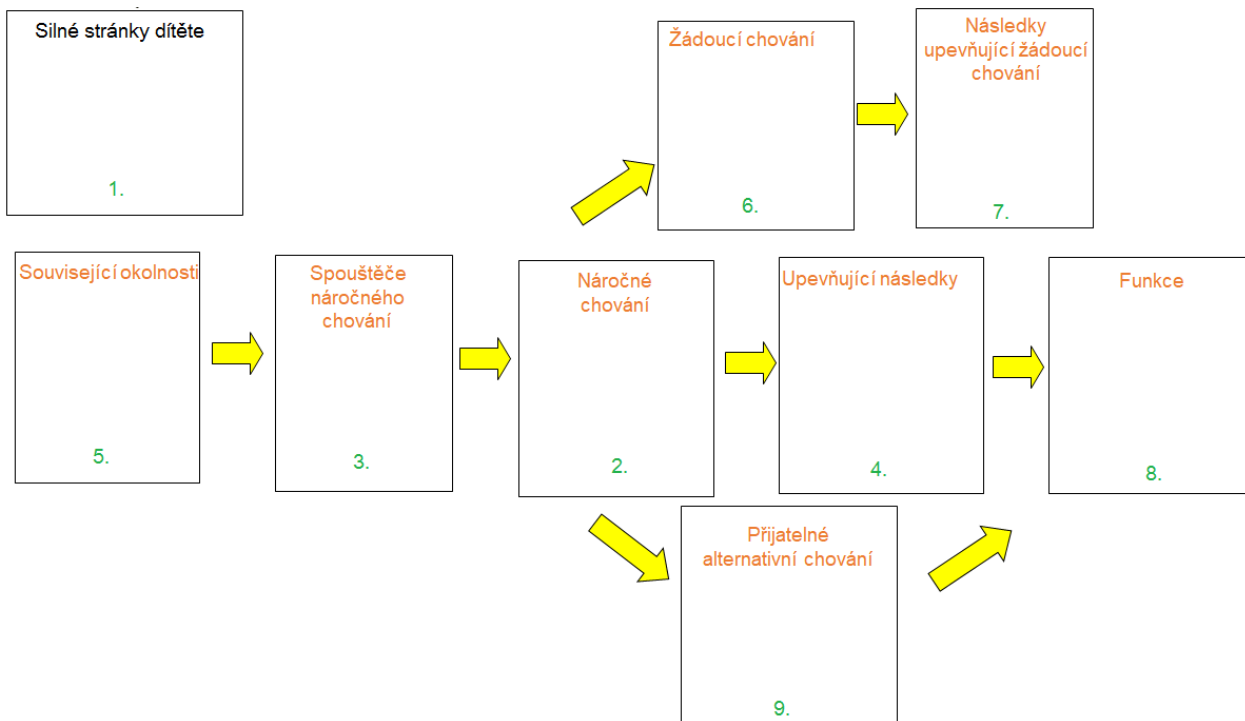 Silné stránky dítěte
1.
Žádoucí chování
6.
Následky
upevňující žádoucí
chování
7.
Související okolnosti
5.
Spouštěče
náročného
chování
3.
Náročné
chování
2.
Upevňující následky
4.
Funkce
8.
Přijatelné
alternativní chování
9.